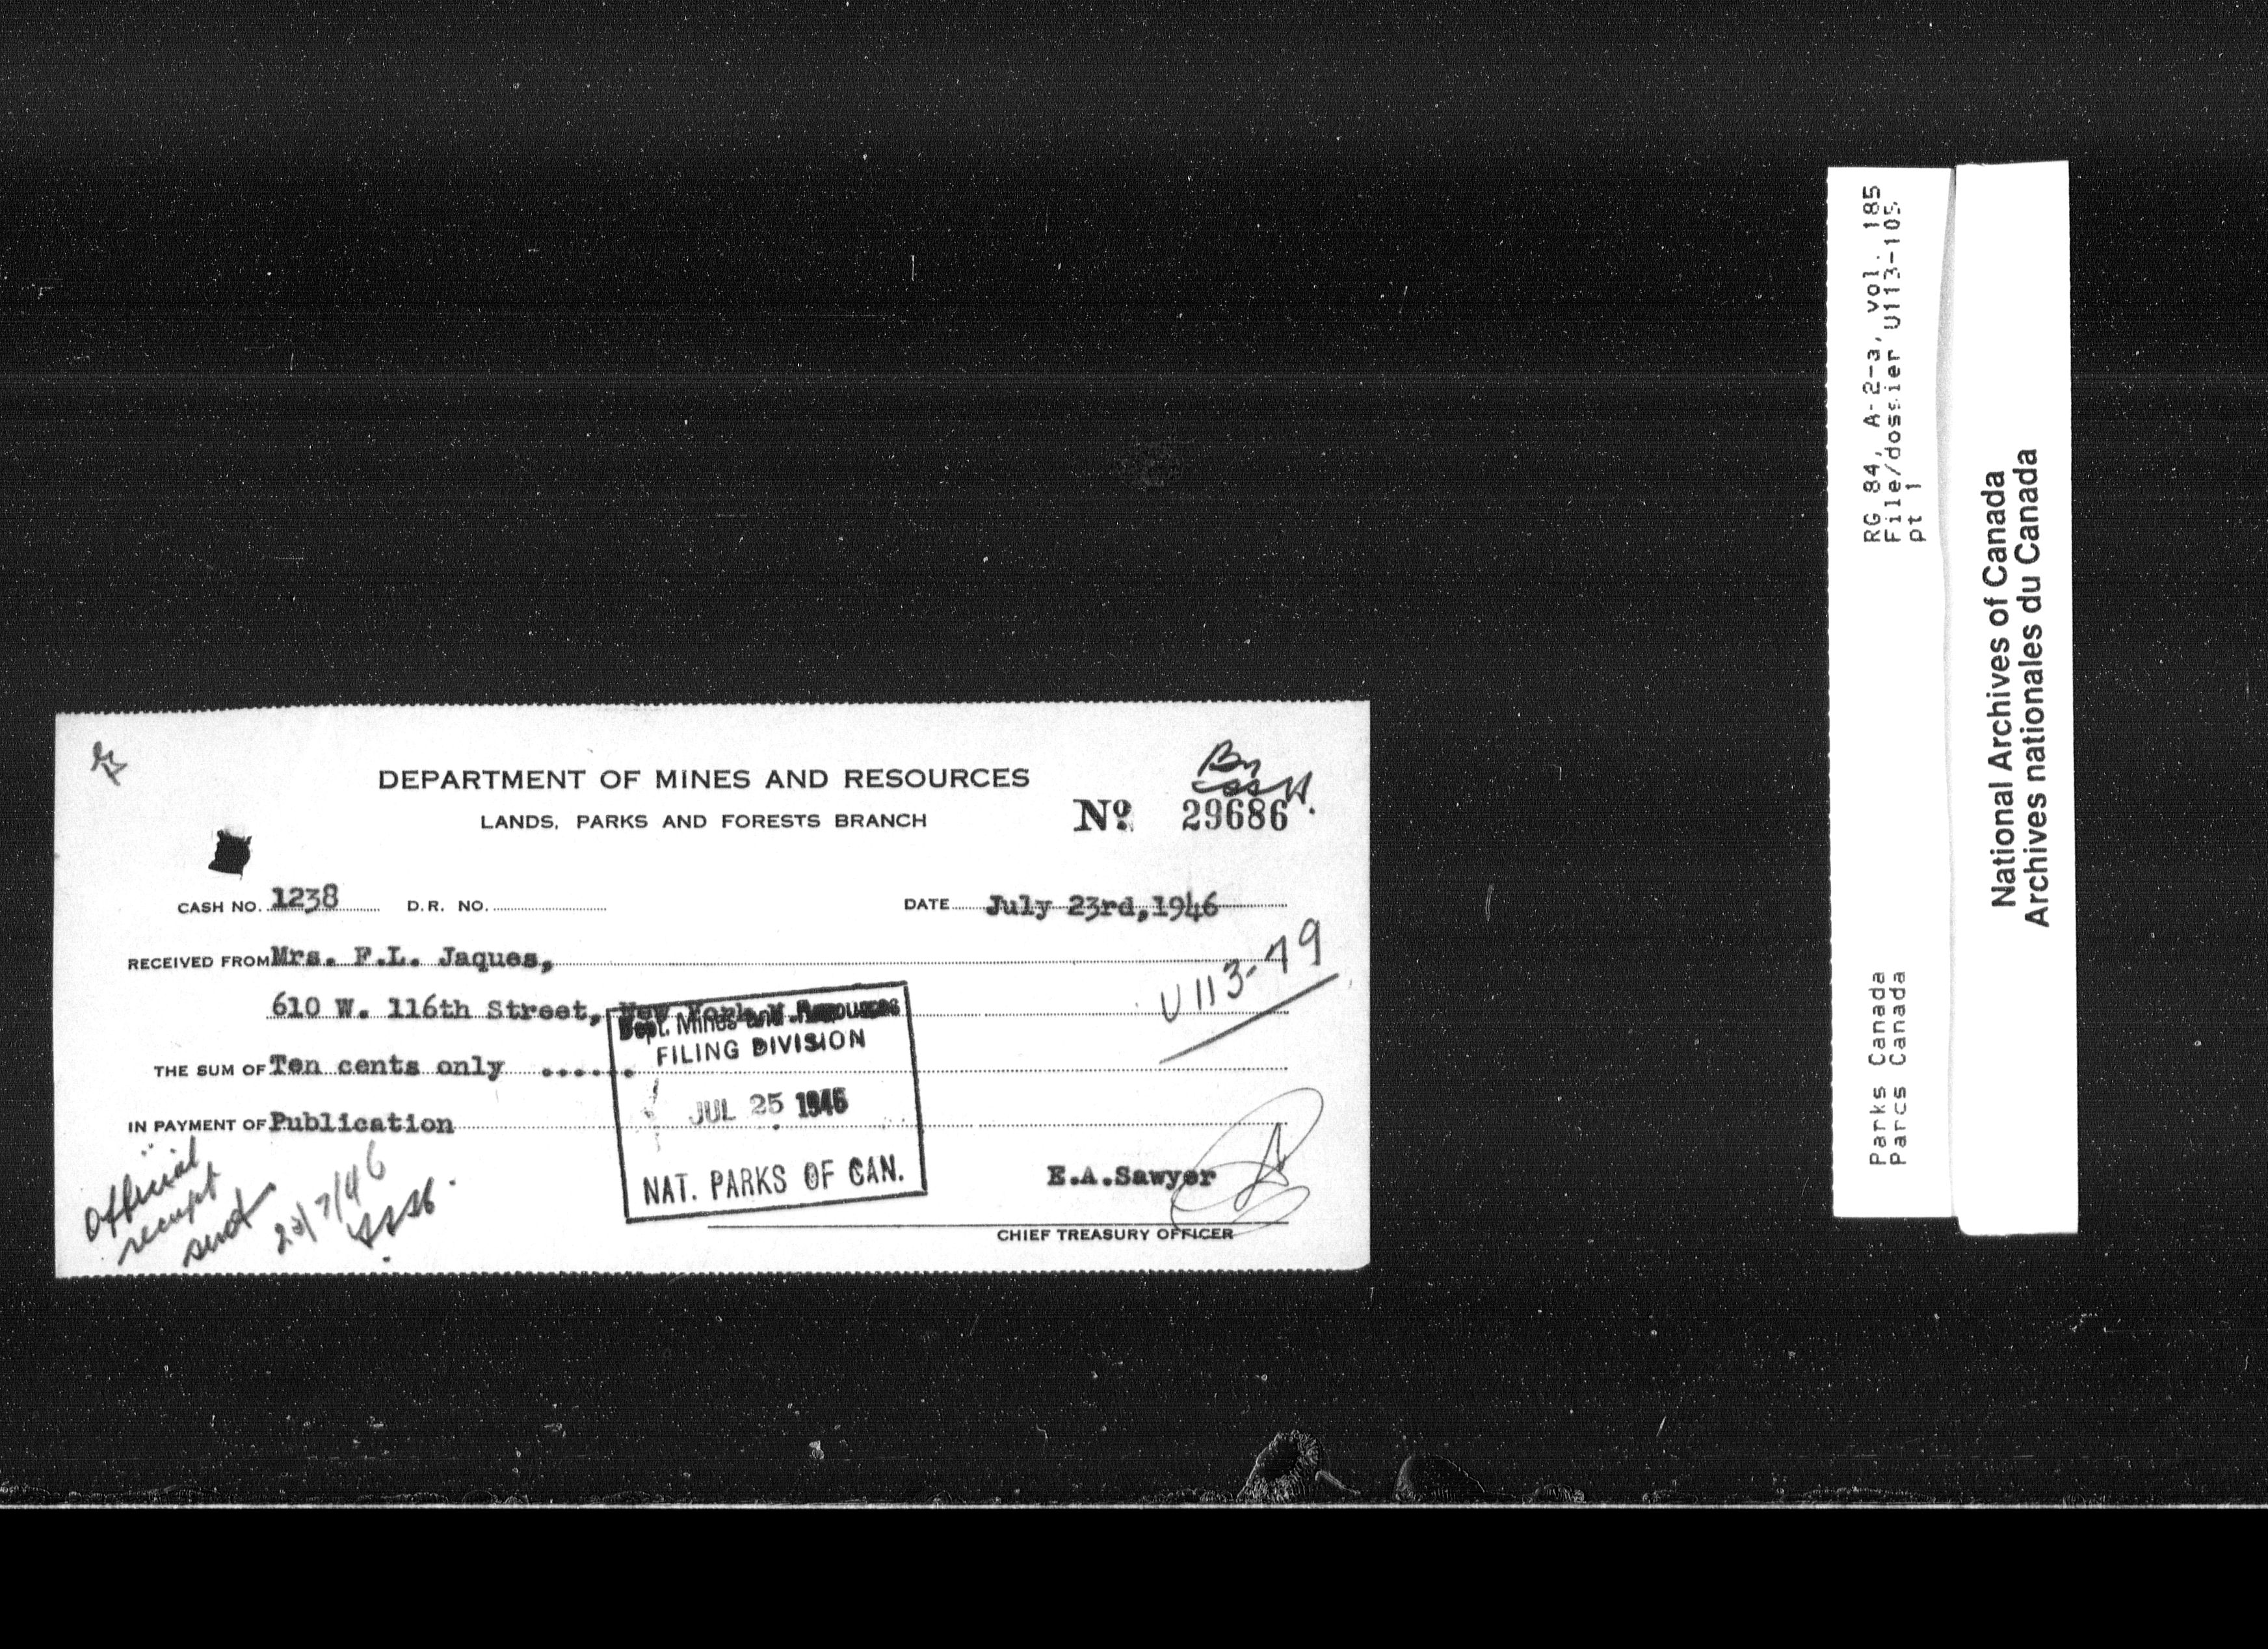 DEPARTMENT OF MINES AND RESOURCES
LANDS, PARKS AND FORESTS BRANCH
By
No. 29686
CASH NO. 1238 D.R. NO. DATE July 23rd,1946
RECEIVED FROM Mrs. F.L. Jaques,
610 W. 116th Street, New York
U113-49
THE SUM OF Ten cents only ......
IN PAYMENT OF Publication
Dept. Mines and Resources
FILING DIVISION
JUL 25 1946
NAT. PARKS OF CAN.
Official
receipt
sent
23/7/46
E.A.Sawyer
CHIEF TREASURY OFFICER
RG 84, A-2-a, vol. 185
File/dossier U113-105
pt 1
Parks Canada
Parcs Canada
National Archives of Canada
Archives nationales du Canada